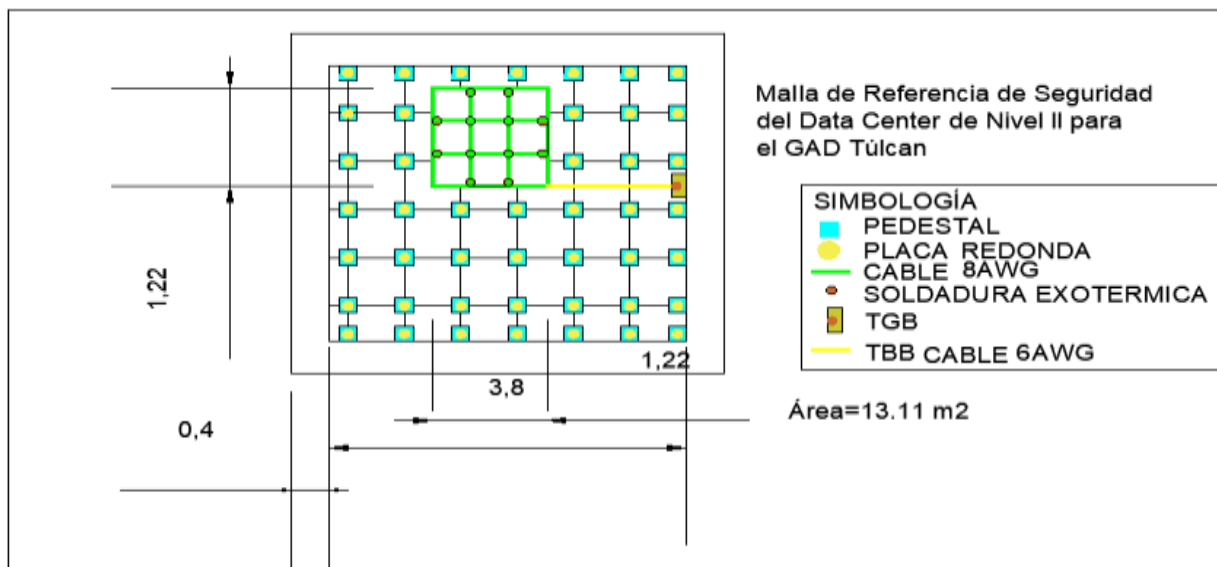 Malla de Referencia de Seguridad
del Data Center de Nivel II para
el GAD Túlcan
SIMBOLOGÍA
PEDESTAL
PLACA REDONDA
CABLE 8AWG
SOLDADURA EXOTERMICA
TGB
TBB CABLE 6AWG
1,22
1,22
3,8
Área=13.11 m2
0,4